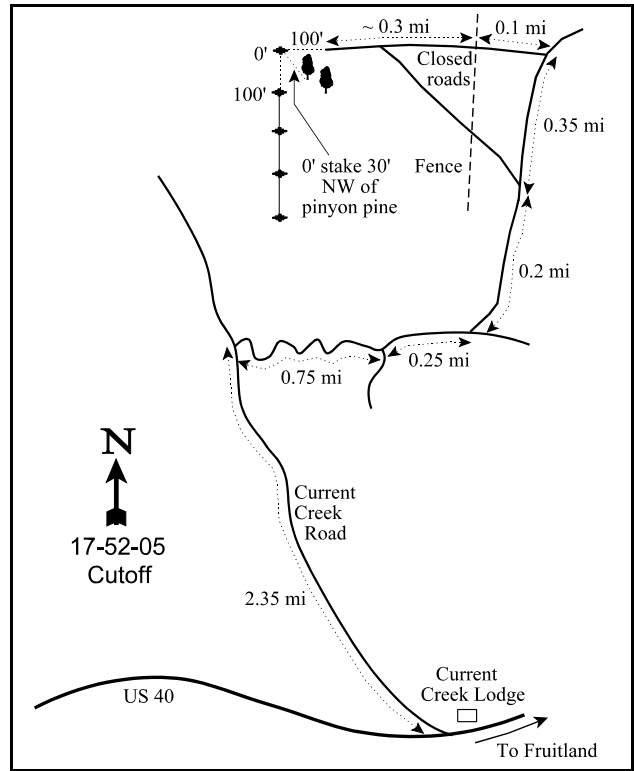 ~ 0.3 mi
0.1 mi
0'
100'
Closed
roads
100'
0.35 mi
0' stake 30'
NW of
pinyon pine
Fence
0.2 mi
0.75 mi
0.25 mi
N
17-52-05
Cutoff
Current
Creek
Road
2.35 mi
US 40
Current
Creek Lodge
To Fruitland